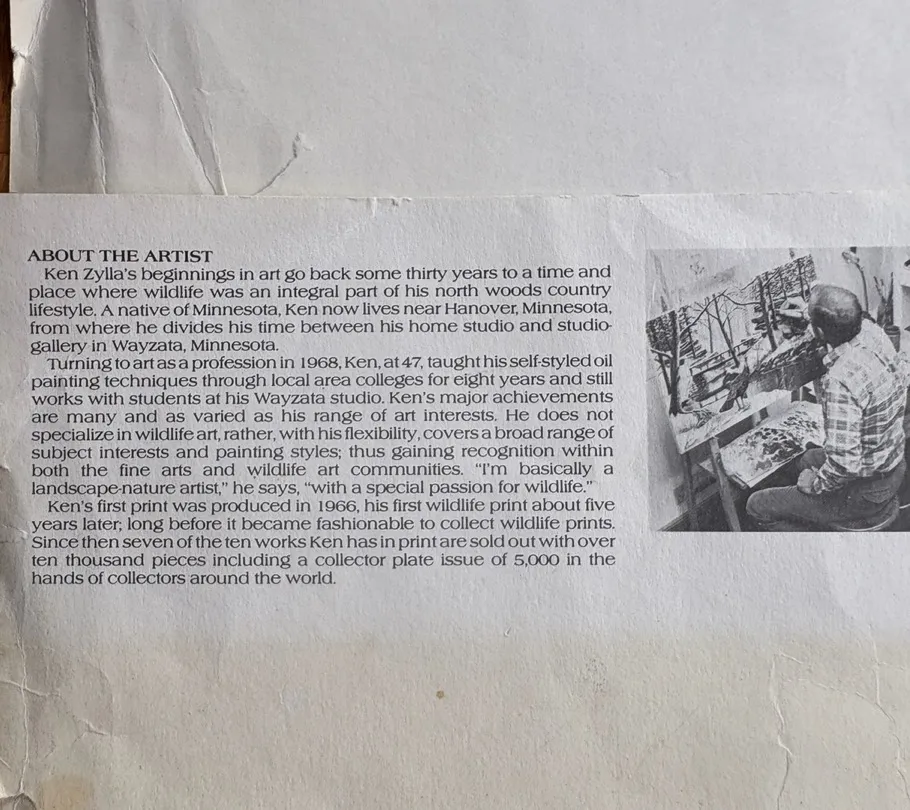 ABOUT THE ARTIST
Ken Zylla's beginnings in art go back some thirty years to a time and
place where wildlife was an integral part of his north woods country
lifestyle. A native of Minnesota, Ken now lives near Hanover, Minnesota,
from where he divides his time between his home studio and studio-
gallery in Wayzata, Minnesota.
Turning to art as a profession in 1968, Ken, at 47, taught his self-styled oil
painting techniques through local area colleges for eight years and still
works with students at his Wayzata studio. Ken's major achievements
are many and as varied as his range of art interests. He does not
specialize in wildlife art, rather, with his flexibility, covers a broad range of
subject interests and painting styles; thus gaining recognition within
both the fine arts and wildlife art communities. "I'm basically a
landscape-nature artist," he says, "with a special passion for wildlife."
Ken's first print was produced in 1966, his first wildlife print about five
years later; long before it became fashionable to collect wildlife prints.
Since then seven of the ten works Ken has in print are sold out with over
ten thousand pieces including a collector plate issue of 5,000 in the
hands of collectors around the world.